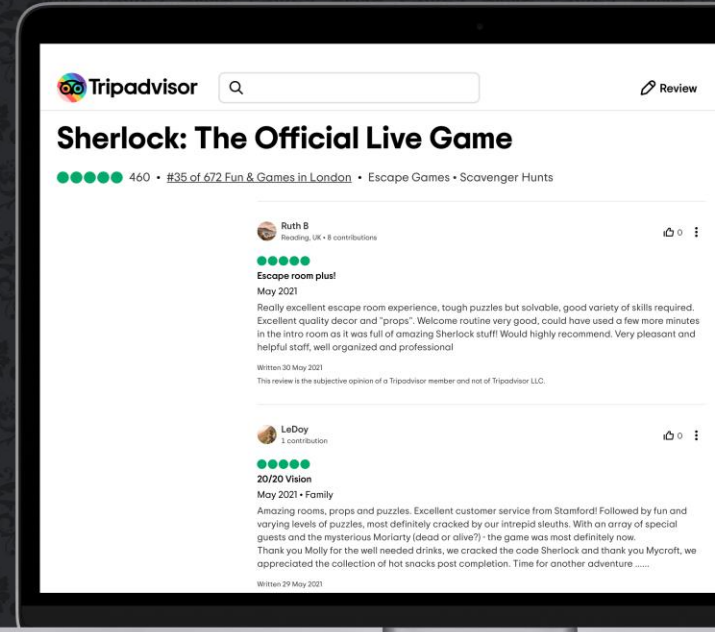 Tripadvisor
Review
Sherlock: The Official Live Game
460 • #35 of 672 Fun & Games in London • Escape Games • Scavenger Hunts
Ruth B
Reading, UK • 8 contributions
0
Escape room plus!
May 2021
Really excellent escape room experience, tough puzzles but solvable, good variety of skills required.
Excellent quality decor and "props". Welcome routine very good, could have used a few more minutes
in the intro room as it was full of amazing Sherlock stuff! Would highly recommend. Very pleasant and
helpful staff, well organized and professional
Written 30 May 2021
This review is the subjective opinion of a Tripadvisor member and not of Tripadvisor LLC.
LeDoy
1 contribution
0
20/20 Vision
May 2021 • Family
Amazing rooms, props and puzzles. Excellent customer service from Stamford! Followed by fun and
varying levels of puzzles, most definitely cracked by our intrepid sleuths. With an array of special
guests and the mysterious Moriarty (dead or alive?) - the game was most definitely now.
Thank you Molly for the well needed drinks, we cracked the code Sherlock and thank you Mycroft, we
appreciated the collection of hot snacks post completion. Time for another adventure ......
Written 29 May 2021